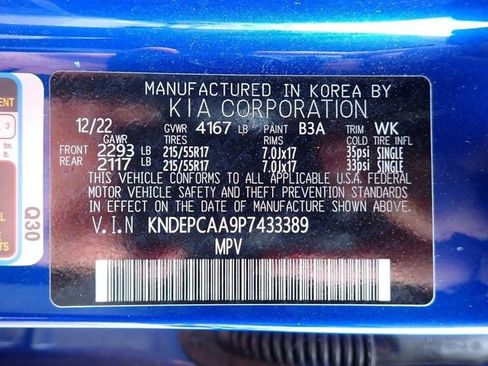 MANUFACTURED IN KOREA BY
KIA CORPORATION
12/22 GVWR 4167 LB PAINT B3A TRIM WK
GAWR TIRES RIMS COLD TIRE
FRONT 2293 LB 215/55R17 7.0Jx17 35psi SINGLE
REAR 2117 LB 215/55R17 7.0Jx17 33psi SINGLE
THIS VEHICLE CONFORMS TO ALL APPLICABLE U.S.A. FEDERAL
MOTOR VEHICLE SAFETY AND THEFT PREVENTION STANDARDS
IN EFFECT ON THE DATE OF MANUFACTURE SHOWN ABOVE.
V.I.N KNDEPCAA9P7433389
MPV
3
Q30